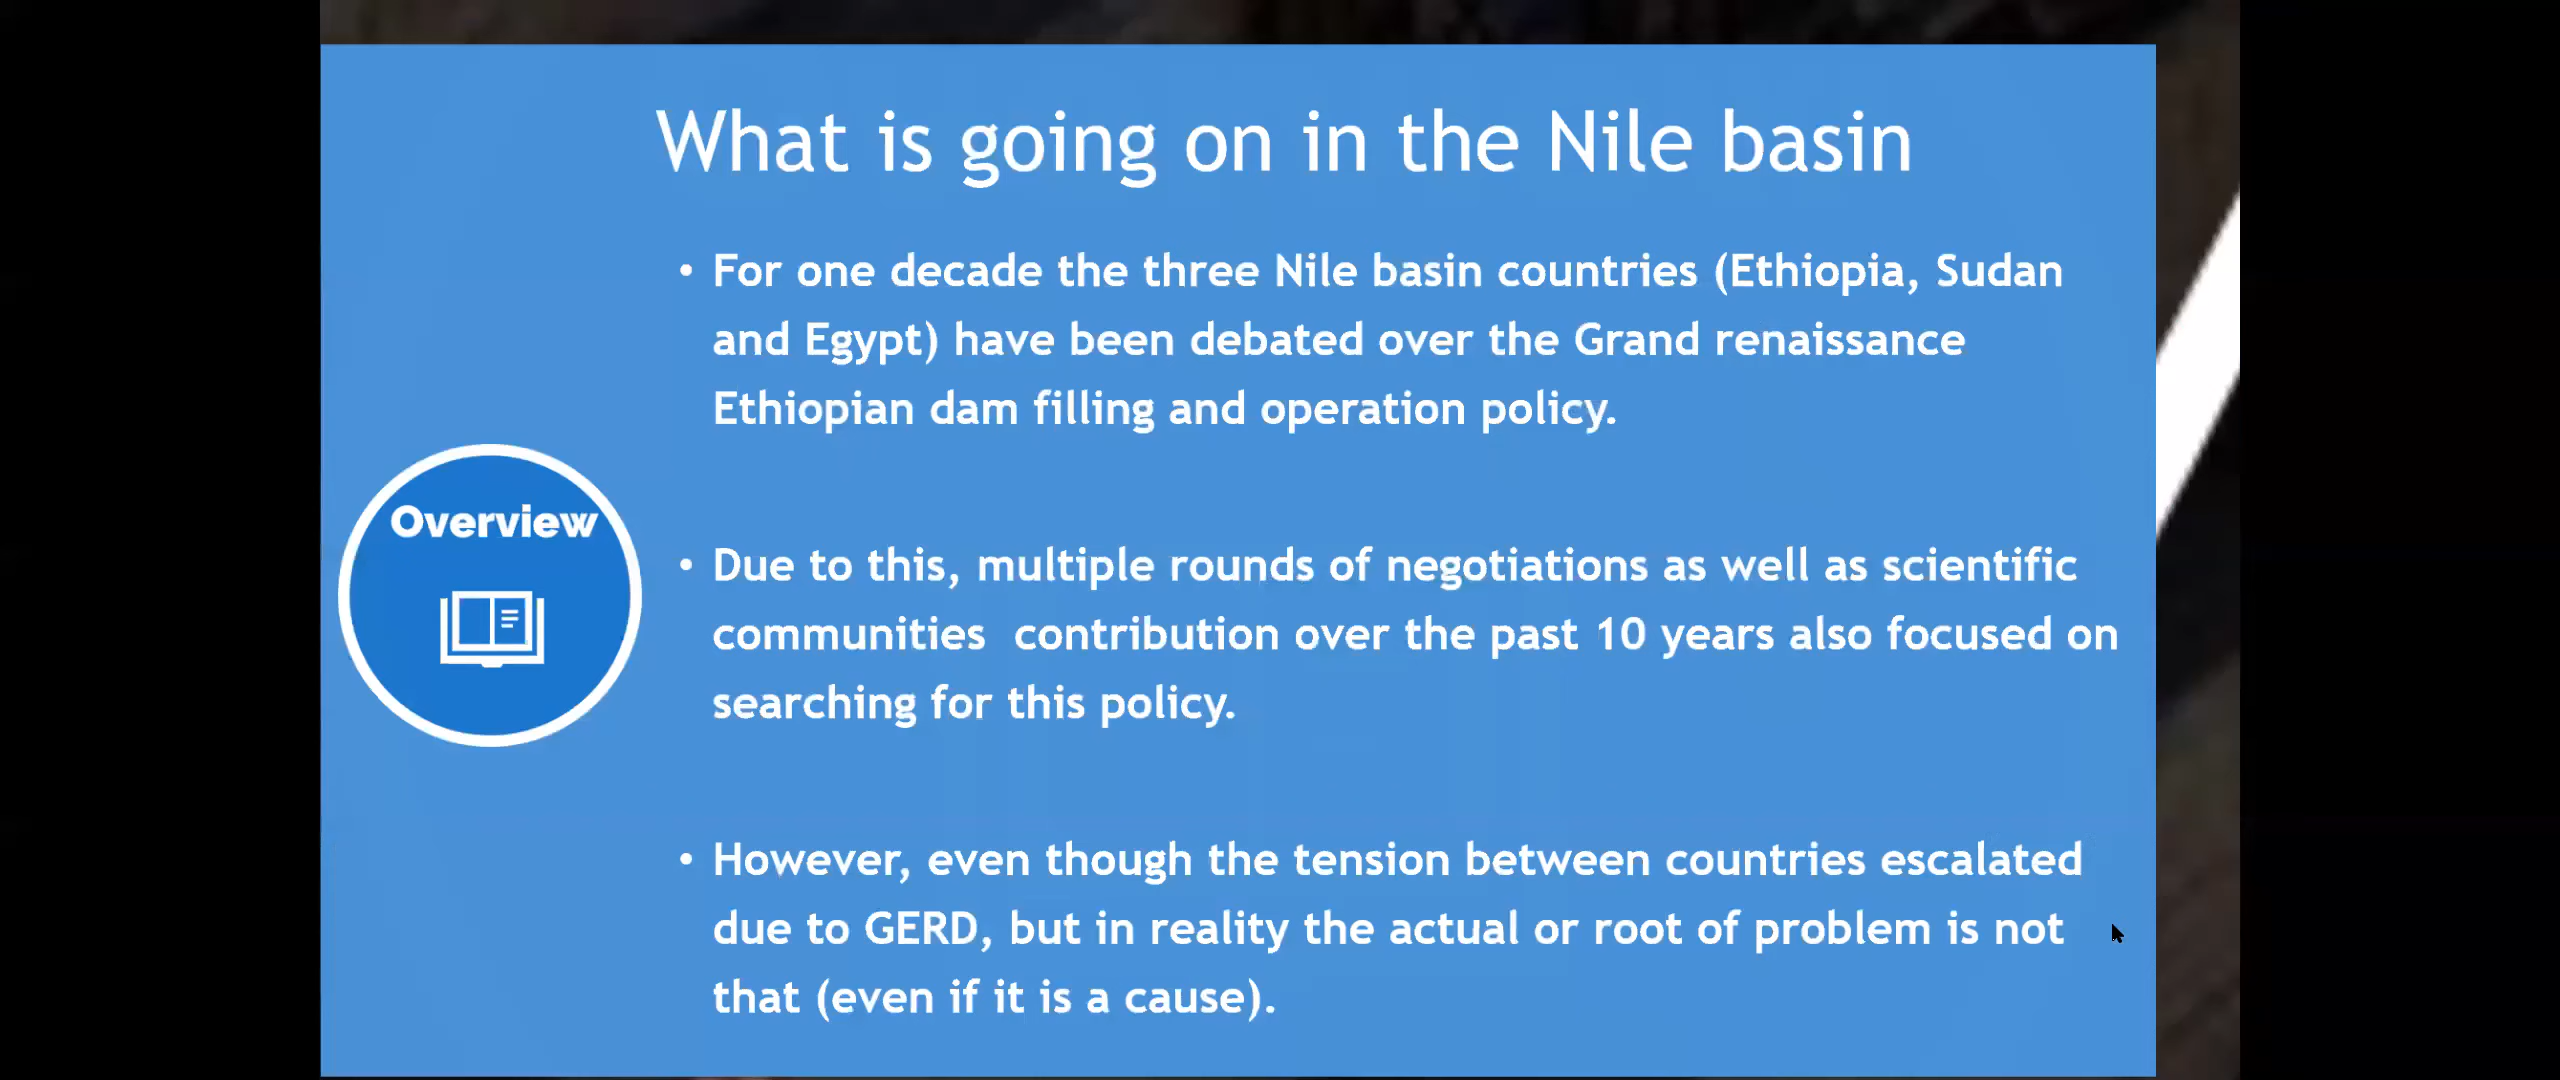 What is going on in the Nile basin
• For one decade the three Nile basin countries (Ethiopia, Sudan
and Egypt) have been debated over the Grand renaissance
Ethiopian dam filling and operation policy.
Overview
• Due to this, multiple rounds of negotiations as well as scientific
communities  contribution over the past 10 years also focused on
searching for this policy.
• However, even though the tension between countries escalated
due to GERD, but in reality the actual or root of problem is not
that (even if it is a cause).